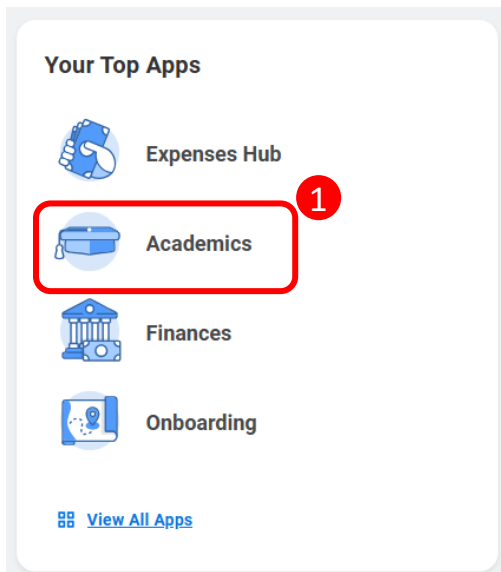 Your Top Apps
Expenses Hub
1
Academics
Finances
Onboarding
View All Apps